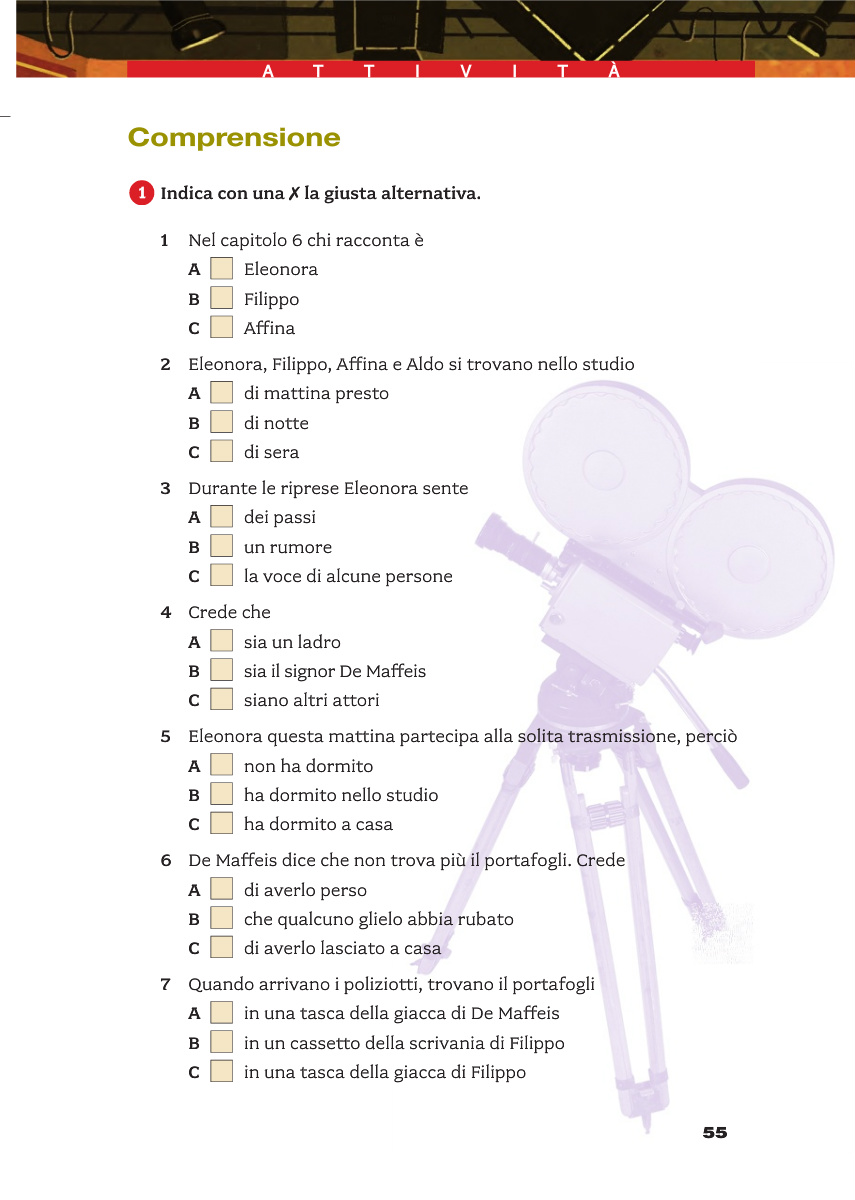 ATTIVITÀ
Comprensione
1 Indica con una ✗ la giusta alternativa.
1 Nel capitolo 6 chi racconta è
A Eleonora
B Filippo
C Affina
2 Eleonora, Filippo, Affina e Aldo si trovano nello studio
A di mattina presto
B di notte
C di sera
3 Durante le riprese Eleonora sente
A dei passi
B un rumore
C la voce di alcune persone
4 Crede che
A sia un ladro
B sia il signor De Maffeis
C siano altri attori
5 Eleonora questa mattina partecipa alla solita trasmissione, perciò
A non ha dormito
B ha dormito nello studio
C ha dormito a casa
6 De Maffeis dice che non trova più il portafogli. Crede
A di averlo perso
B che qualcuno glielo abbia rubato
C di averlo lasciato a casa
7 Quando arrivano i poliziotti, trovano il portafogli
A in una tasca della giacca di De Maffeis
B in un cassetto della scrivania di Filippo
C in una tasca della giacca di Filippo
55